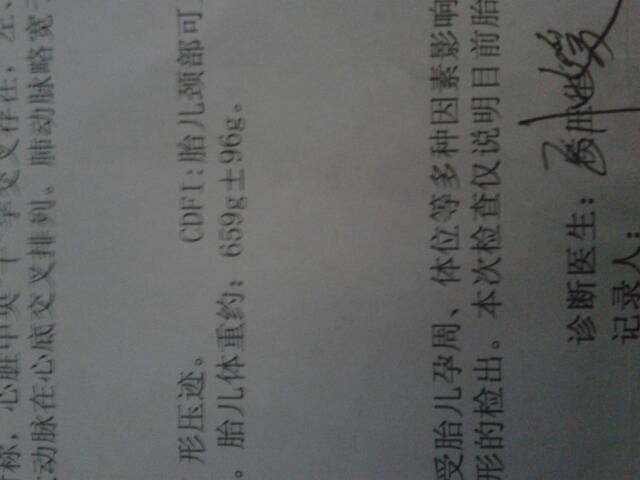 称，心脏中央“十”字交叉存在，左、
动脉在心底交叉排列。肺动脉略宽
形压迹。 CDFI:胎儿颈部可
。胎儿体重约：659g±96g。
受胎儿孕周、体位等多种因素影响
形的检出。本次检查仅说明目前胎
诊断医生：
记录人：